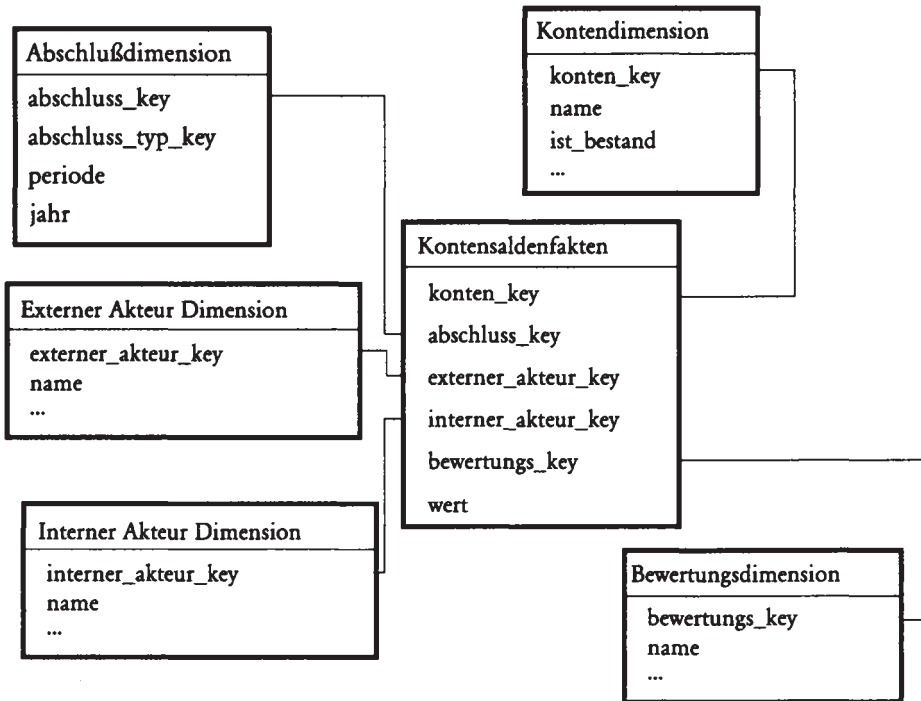 Abschlußdimension
abschluss_key
abschluss_typ_key
periode
jahr
Kontendimension
konten_key
name
ist_bestand
...
Kontensaldenfakten
konten_key
abschluss_key
externer_akteur_key
interner_akteur_key
bewertungs_key
wert
Externer Akteur Dimension
externer_akteur_key
name
...
Interner Akteur Dimension
interner_akteur_key
name
...
Bewertungsdimension
bewertungs_key
name
...